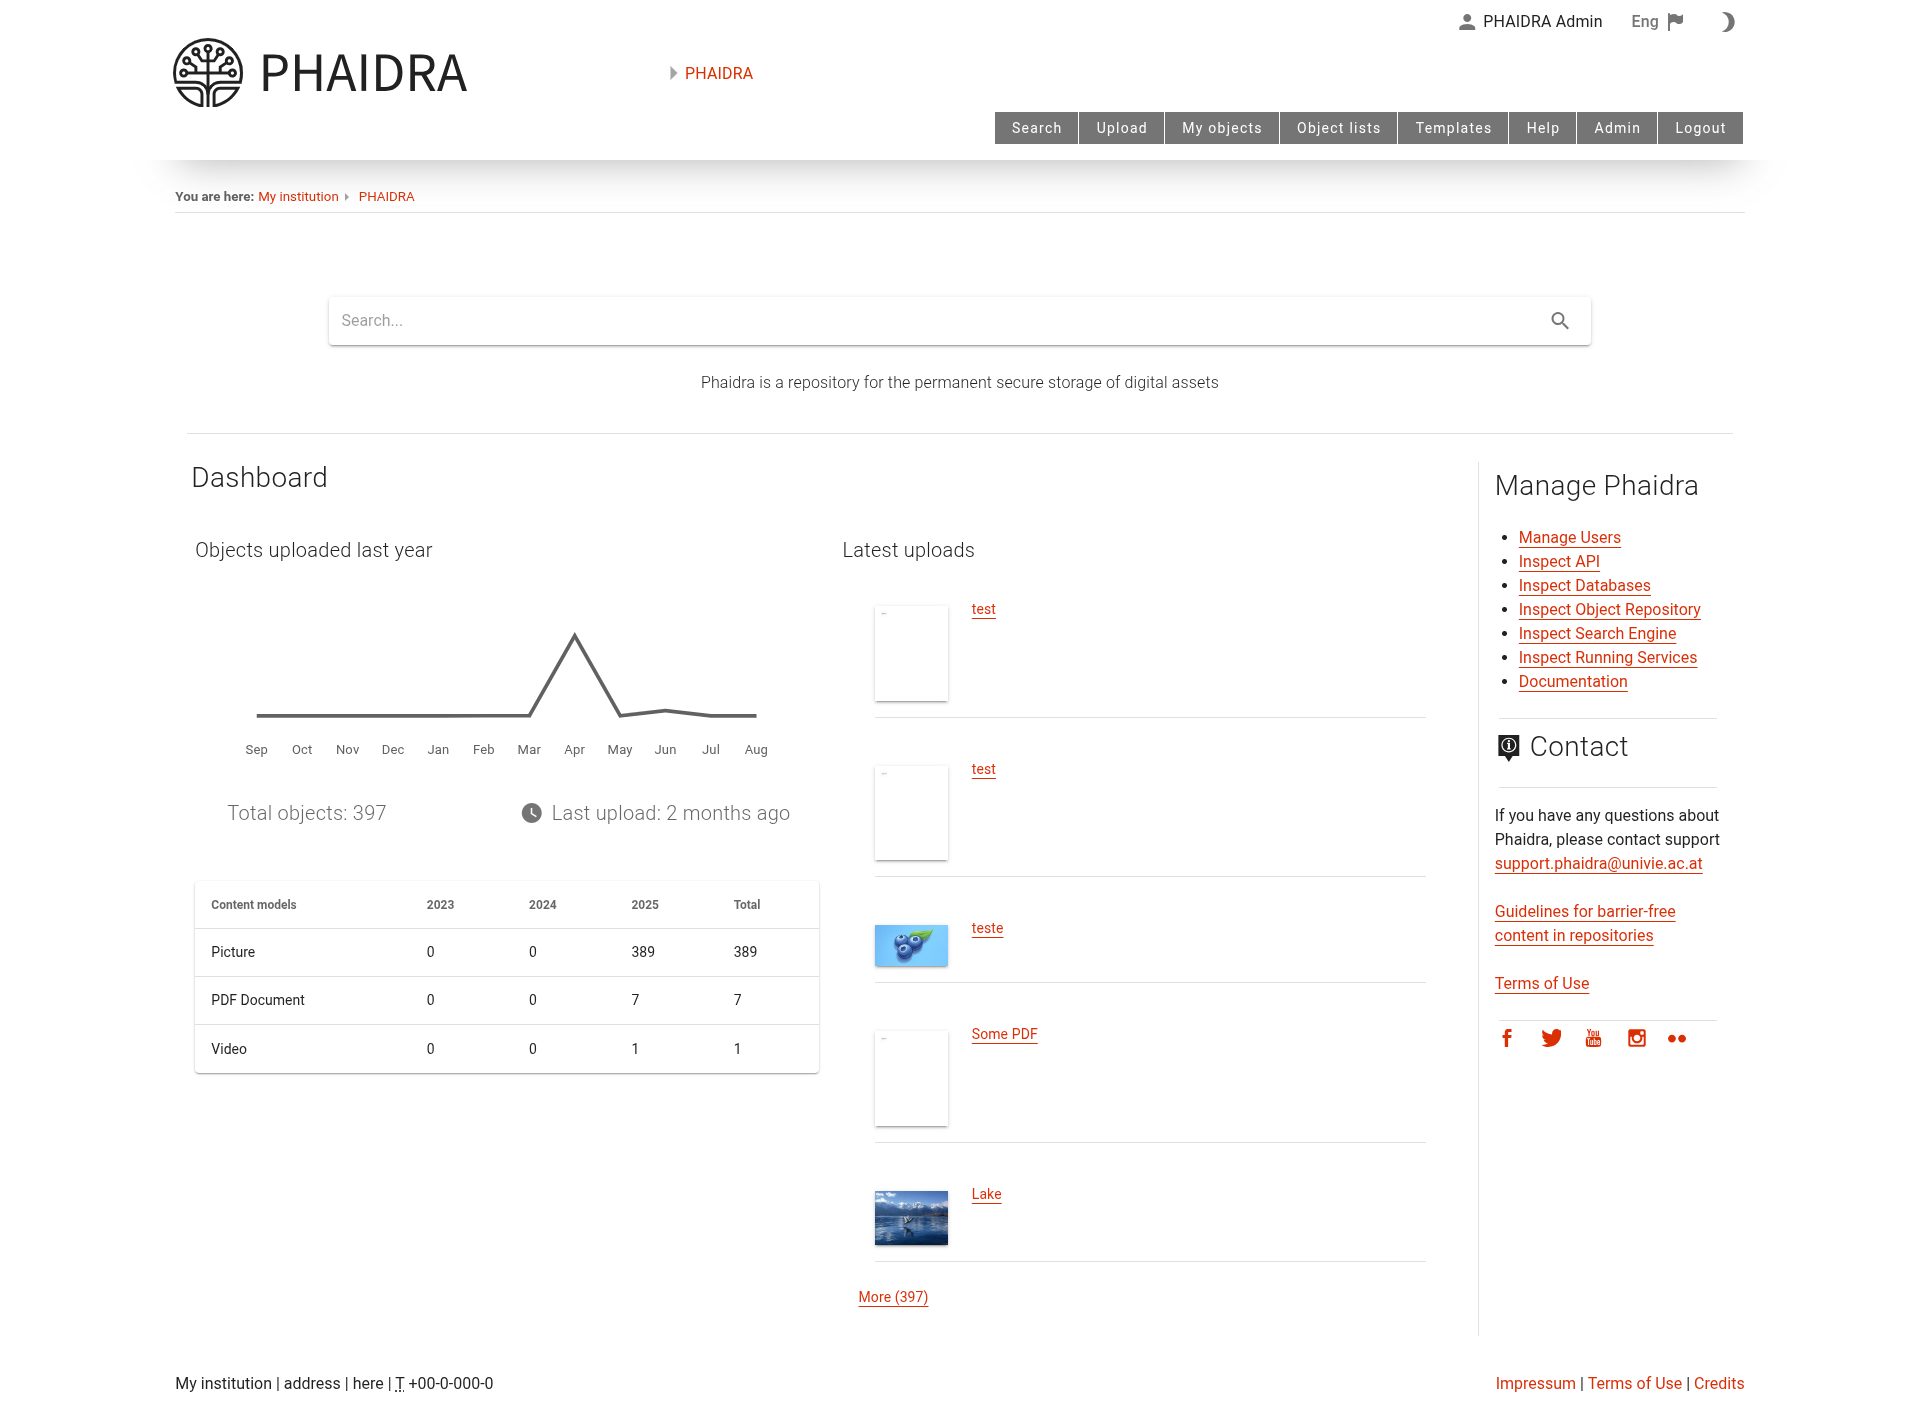 PHAIDRA Admin Eng
PHAIDRA
PHAIDRA
Search Upload My objects Object lists Templates Help Admin Logout
You are here: My institution PHAIDRA
Search...
Phaidra is a repository for the permanent secure storage of digital assets
Dashboard
Objects uploaded last year
Sep Oct Nov Dec Jan Feb Mar Apr May Jun Jul Aug
Total objects: 397 Last upload: 2 months ago
Content models 2023 2024 2025 Total
Picture 0 0 389 389
PDF Document 0 0 7 7
Video 0 0 1 1
Latest uploads
test
test
teste
Some PDF
Lake
More (397)
Manage Phaidra
Manage Users
Inspect API
Inspect Databases
Inspect Object Repository
Inspect Search Engine
Inspect Running Services
Documentation
Contact
If you have any questions about
Phaidra, please contact support
support.phaidra@univie.ac.at
Guidelines for barrier-free
content in repositories
Terms of Use
You
Tube
My institution | address | here | T +00-0-000-0
Impressum | Terms of Use | Credits